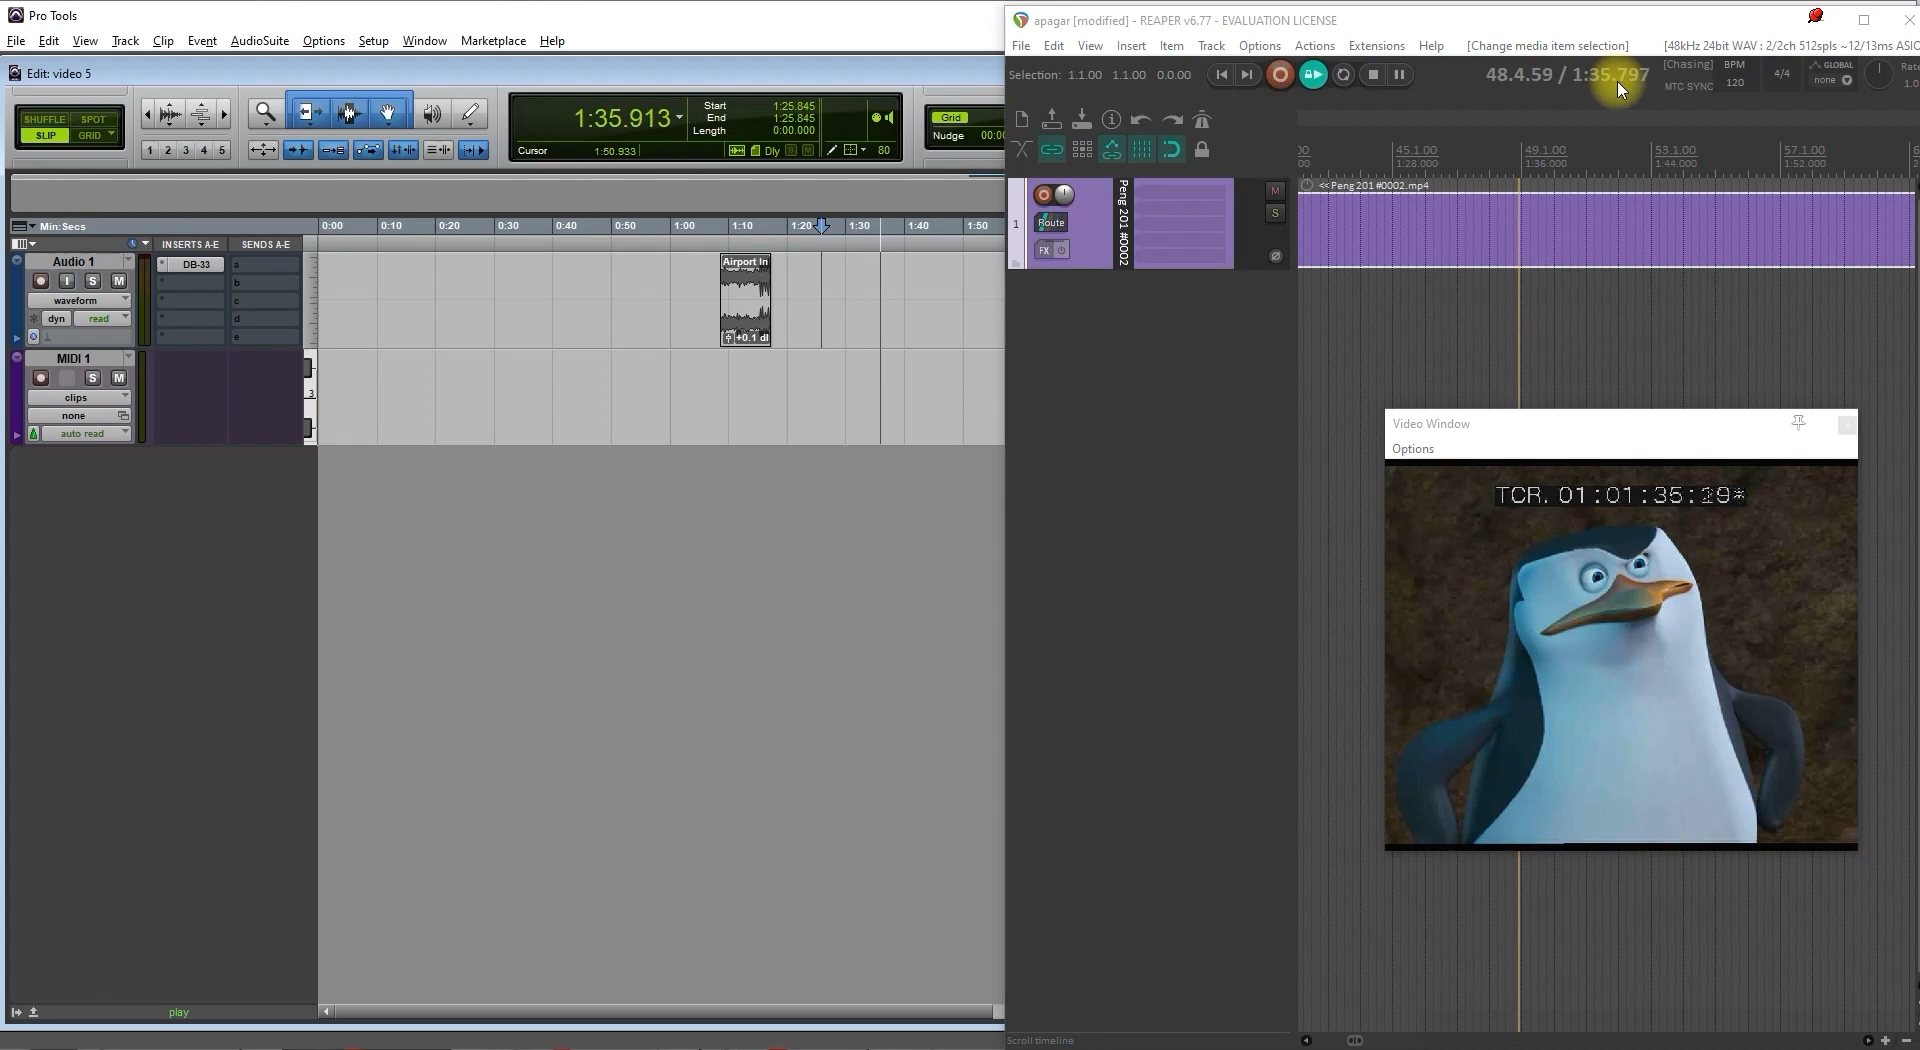 Pro Tools
File Edit View Track Clip Event AudioSuite Options Setup Window Marketplace Help
Edit: video 5
SHUFFLE SPOT
SLIP GRID
1 2 3 4 5
1:35.913
Start 1:25.845
End 1:25.845
Length 0:00.000
Cursor 1:50.933
Dly S M 80
Grid
Nudge 00:00
Min:Secs
0:00 0:10 0:20 0:30 0:40 0:50 1:00 1:10 1:20 1:30 1:40 1:50
INSERTS A-E SENDS A-E
Audio 1
I S M
waveform
dyn read
DB-33
a
b
c
d
e
Airport In
+0.1 dl
MIDI 1
S M
clips
none
auto read
3
play
apagar [modified] - REAPER v6.77 - EVALUATION LICENSE
File Edit View Insert Item Track Options Actions Extensions Help [Change media item selection] [48kHz 24bit WAV : 2/2ch 512spls ~12/13ms ASIO
Selection: 1.1.00 1.1.00 0.0.00
48.4.59 / 1:35.797
[Chasing]
MTC SYNC
BPM
120
4/4
GLOBAL
none
Rate
1.0
45.1.00 49.1.00 53.1.00 57.1.00
1:28.000 1:36.000 1:44.000 1:52.000
<<Peng 201 #0002.mp4
1
Route
FX
Peng 201 #0002
M
S
Video Window
Options
TCR. 01:01:35:29*
Scroll timeline